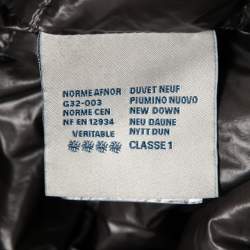 NORME AFNOR DUVET NEUF
G32-003 PIUMINO NUOVO
NORME CEN NEW DOWN
NF EN 12934 NEU DAUNE
VERITABLE NYTT DUN
CLASSE 1